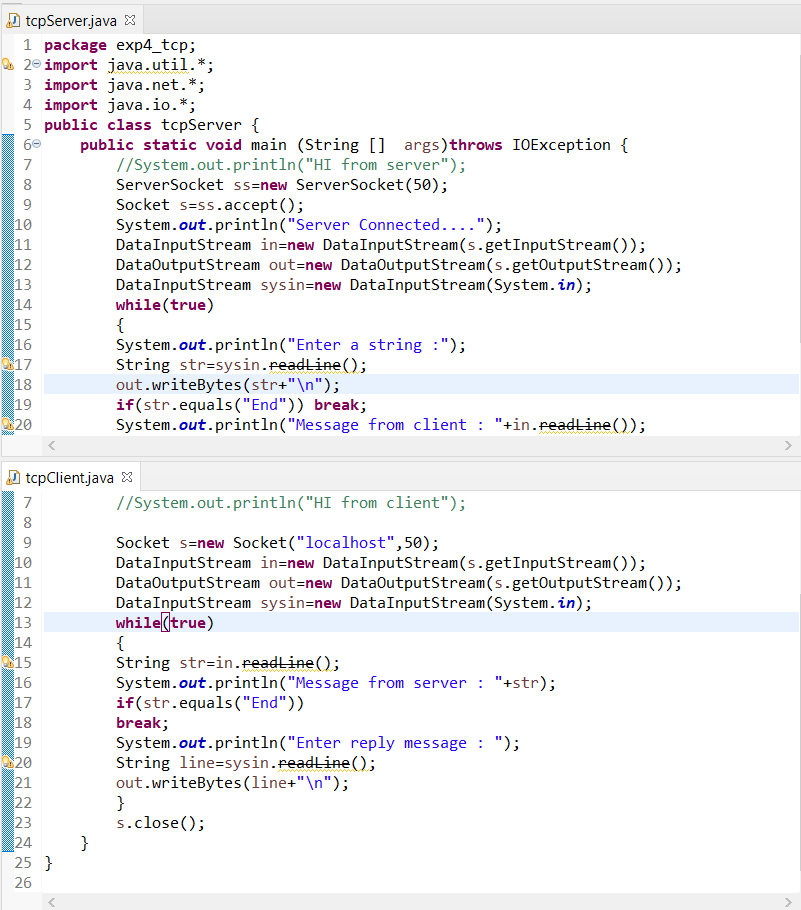 tcpServer.java
1 package exp4_tcp;
2 import java.util.*;
3 import java.net.*;
4 import java.io.*;
5 public class tcpServer {
6 public static void main (String [] args)throws IOException {
7 //System.out.println("HI from server");
8 ServerSocket ss=new ServerSocket(50);
9 Socket s=ss.accept();
10 System.out.println("Server Connected....");
11 DataInputStream in=new DataInputStream(s.getInputStream());
12 DataOutputStream out=new DataOutputStream(s.getOutputStream());
13 DataInputStream sysin=new DataInputStream(System.in);
14 while(true)
15 {
16 System.out.println("Enter a string :");
17 String str=sysin.readLine();
18 out.writeBytes(str+"\n");
19 if(str.equals("End")) break;
20 System.out.println("Message from client : "+in.readLine());
tcpClient.java
7 //System.out.println("HI from client");
8
9 Socket s=new Socket("localhost",50);
10 DataInputStream in=new DataInputStream(s.getInputStream());
11 DataOutputStream out=new DataOutputStream(s.getOutputStream());
12 DataInputStream sysin=new DataInputStream(System.in);
13 while(true)
14 {
15 String str=in.readLine();
16 System.out.println("Message from server : "+str);
17 if(str.equals("End"))
18 break;
19 System.out.println("Enter reply message : ");
20 String line=sysin.readLine();
21 out.writeBytes(line+"\n");
22 }
23 s.close();
24 }
25 }
26